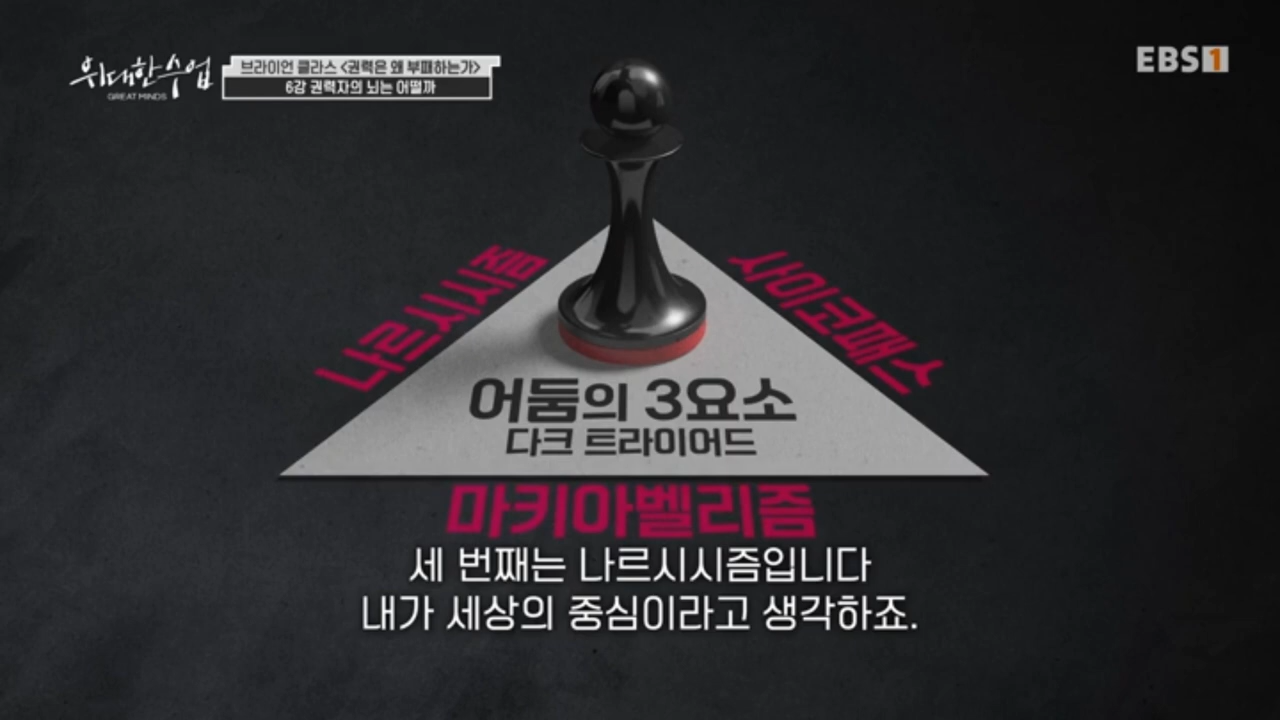 위대한 수업
GREAT MINDS
브라이언 클라스 <권력은 왜 부패하는가>
6강 권력자의 뇌는 어떨까
EBS1
나르시시즘
사이코패스
어둠의 3요소
다크 트라이어드
마키아벨리즘
세 번째는 나르시시즘입니다
내가 세상의 중심이라고 생각하죠.